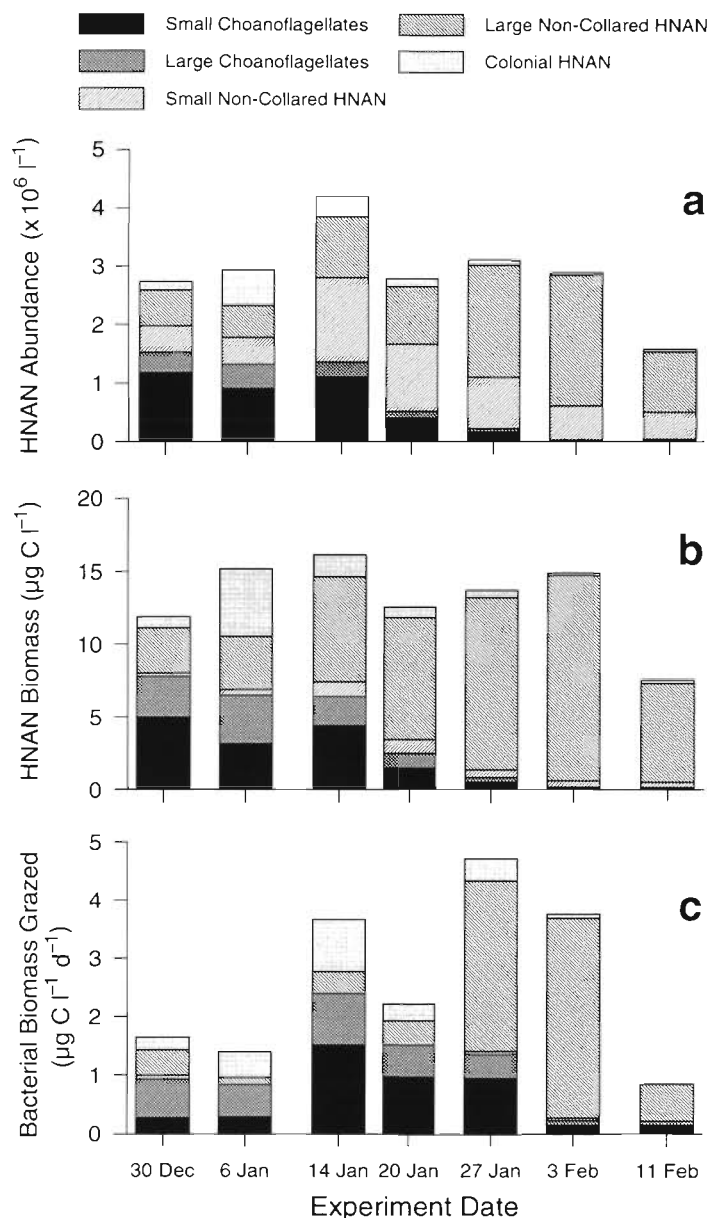 Small Choanoflagellates
Large Choanoflagellates
Small Non-Collared HNAN
Large Non-Collared HNAN
Colonial HNAN
a
HNAN Abundance (x10⁶ l⁻¹)
5
4
3
2
1
0
b
HNAN Biomass (µg C l⁻¹)
20
15
10
5
0
c
Bacterial Biomass Grazed
(µg C l⁻¹ d⁻¹)
5
4
3
2
1
0
30 Dec 6 Jan 14 Jan 20 Jan 27 Jan 3 Feb 11 Feb
Experiment Date